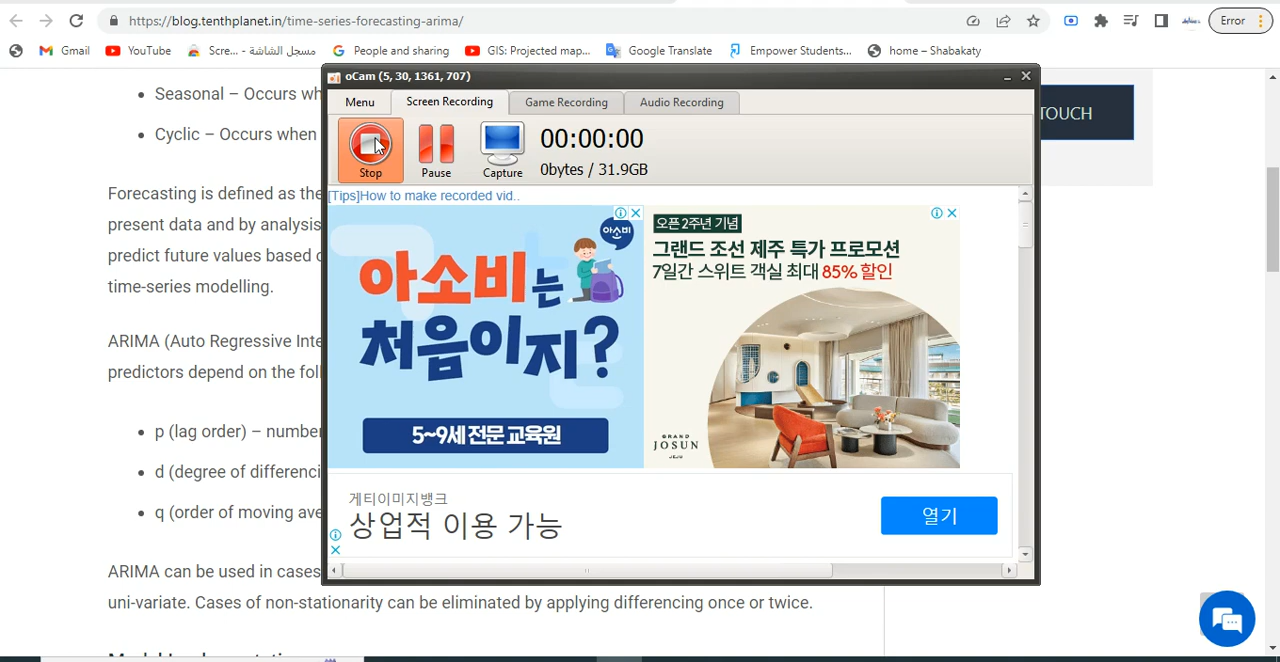 https://blog.tenthplanet.in/time-series-forecasting-arima/
Error
Gmail
YouTube
Scre... - مسجل الشاشة
People and sharing
GIS: Projected map...
Google Translate
Empower Students...
home – Shabakaty
Seasonal – Occurs wh
Cyclic – Occurs when
TOUCH
Forecasting is defined as the
present data and by analysis
predict future values based o
time-series modelling.
ARIMA (Auto Regressive Inte
predictors depend on the foll
p (lag order) – number
d (degree of differenci
q (order of moving ave
ARIMA can be used in cases
uni-variate. Cases of non-stationarity can be eliminated by applying differencing once or twice.
oCam (5, 30, 1361, 707)
Menu
Screen Recording
Game Recording
Audio Recording
Stop
Pause
Capture
00:00:00
0bytes / 31.9GB
[Tips]How to make recorded vid..
아소비
아소비는
처음이지?
5~9세 전문 교육원
오픈 2주년 기념
그랜드 조선 제주 특가 프로모션
7일간 스위트 객실 최대 85% 할인
GRAND
JOSUN
JEJU
게티이미지뱅크
상업적 이용 가능
열기